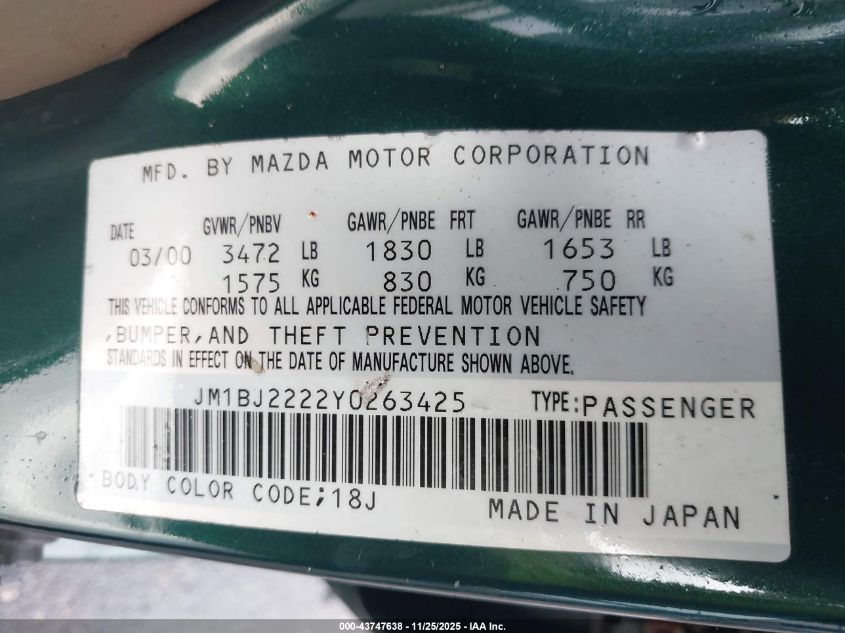 MFD. BY MAZDA MOTOR CORPORATION
DATE GVWR/PNBV GAWR/PNBE FRT GAWR/PNBE RR
03/00 3472 LB 1830 LB 1653 LB
1575 KG 830 KG 750 KG
THIS VEHICLE CONFORMS TO ALL APPLICABLE FEDERAL MOTOR VEHICLE SAFETY
,BUMPER,AND THEFT PREVENTION
STANDARDS IN EFFECT ON THE DATE OF MANUFACTURE SHOWN ABOVE.
JM1BJ2222Y0263425 TYPE:PASSENGER
BODY COLOR CODE;18J
MADE IN JAPAN
000-43747638 - 11/25/2025 - IAA Inc.